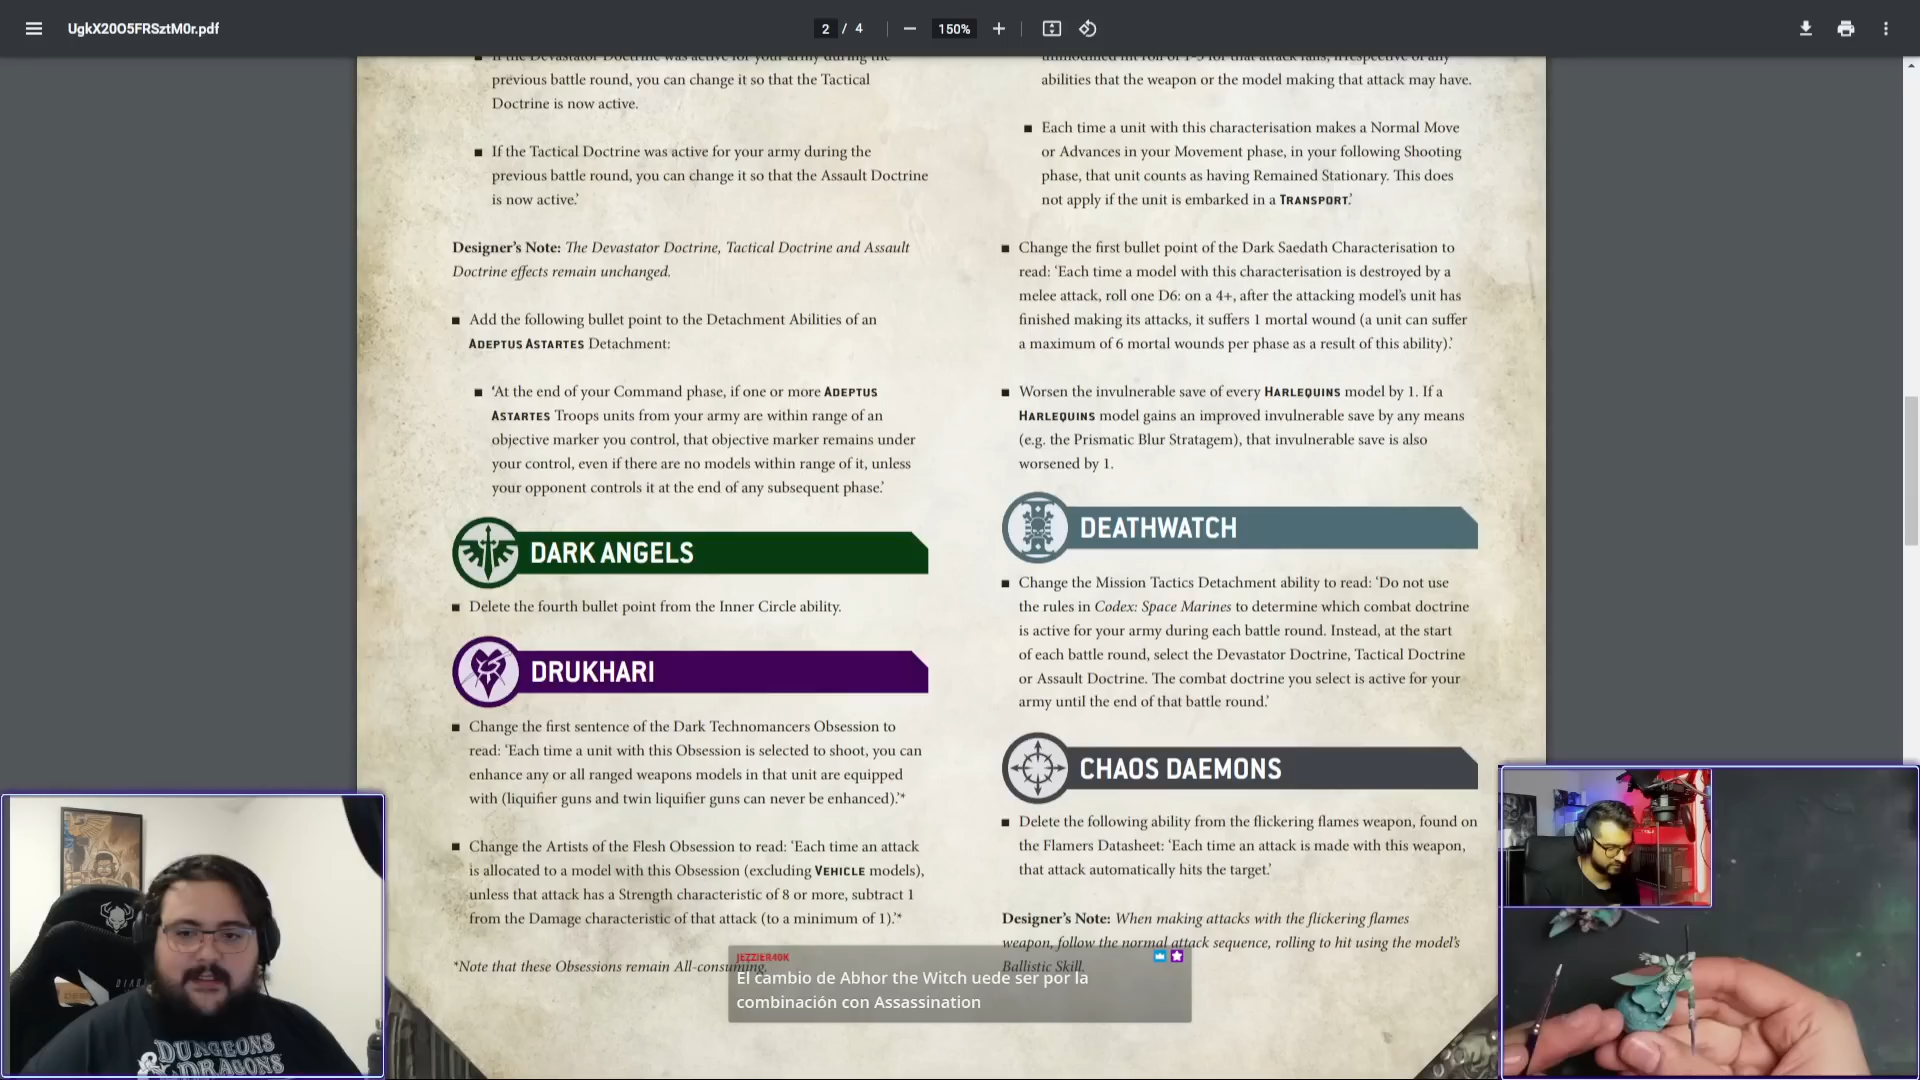 UgkX20O5FRSztM0r.pdf
2 / 4
150%
If the Devastator Doctrine was active for your army during the
previous battle round, you can change it so that the Tactical
Doctrine is now active.
If the Tactical Doctrine was active for your army during the
previous battle round, you can change it so that the Assault Doctrine
is now active.’
Designer’s Note: The Devastator Doctrine, Tactical Doctrine and Assault
Doctrine effects remain unchanged.
Add the following bullet point to the Detachment Abilities of an
ADEPTUS ASTARTES Detachment:
‘At the end of your Command phase, if one or more ADEPTUS
ASTARTES Troops units from your army are within range of an
objective marker you control, that objective marker remains under
your control, even if there are no models within range of it, unless
your opponent controls it at the end of any subsequent phase.’
DARK ANGELS
Delete the fourth bullet point from the Inner Circle ability.
DRUKHARI
Change the first sentence of the Dark Technomancers Obsession to
read: ‘Each time a unit with this Obsession is selected to shoot, you can
enhance any or all ranged weapons models in that unit are equipped
with (liquifier guns and twin liquifier guns can never be enhanced).’*
Change the Artists of the Flesh Obsession to read: ‘Each time an attack
is allocated to a model with this Obsession (excluding VEHICLE models),
unless that attack has a Strength characteristic of 8 or more, subtract 1
from the Damage characteristic of that attack (to a minimum of 1).’*
*Note that these Obsessions remain All-consuming.
unmodified hit roll of 1-3 for that attack fails, irrespective of any
abilities that the weapon or the model making that attack may have.
Each time a unit with this characterisation makes a Normal Move
or Advances in your Movement phase, in your following Shooting
phase, that unit counts as having Remained Stationary. This does
not apply if the unit is embarked in a TRANSPORT.’
Change the first bullet point of the Dark Saedath Characterisation to
read: ‘Each time a model with this characterisation is destroyed by a
melee attack, roll one D6: on a 4+, after the attacking model’s unit has
finished making its attacks, it suffers 1 mortal wound (a unit can suffer
a maximum of 6 mortal wounds per phase as a result of this ability).’
Worsen the invulnerable save of every HARLEQUINS model by 1. If a
HARLEQUINS model gains an improved invulnerable save by any means
(e.g. the Prismatic Blur Stratagem), that invulnerable save is also
worsened by 1.
DEATHWATCH
Change the Mission Tactics Detachment ability to read: ‘Do not use
the rules in Codex: Space Marines to determine which combat doctrine
is active for your army during each battle round. Instead, at the start
of each battle round, select the Devastator Doctrine, Tactical Doctrine
or Assault Doctrine. The combat doctrine you select is active for your
army until the end of that battle round.’
CHAOS DAEMONS
Delete the following ability from the flickering flames weapon, found on
the Flamers Datasheet: ‘Each time an attack is made with this weapon,
that attack automatically hits the target.’
Designer’s Note: When making attacks with the flickering flames
weapon, follow the normal attack sequence, rolling to hit using the model’s
Ballistic Skill.
JEZZIER40K
El cambio de Abhor the Witch uede ser por la
combinación con Assassination
DUNGEONS
& DRAGONS